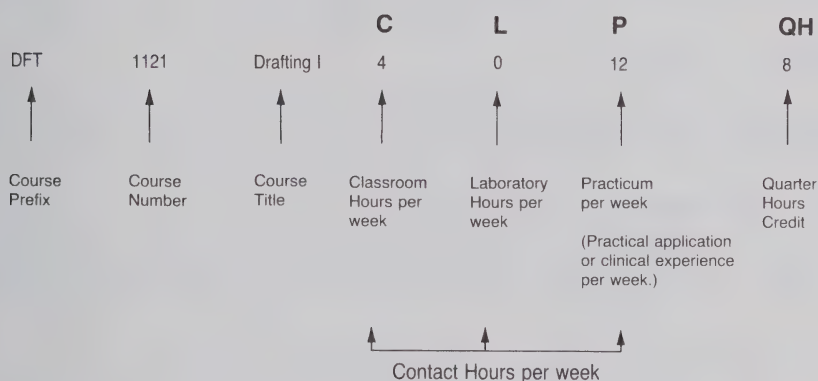 C L P QH
DFT 1121 Drafting I 4 0 12 8
Course Prefix
Course Number
Course Title
Classroom Hours per week
Laboratory Hours per week
Practicum per week
(Practical application or clinical experience per week.)
Quarter Hours Credit
Contact Hours per week